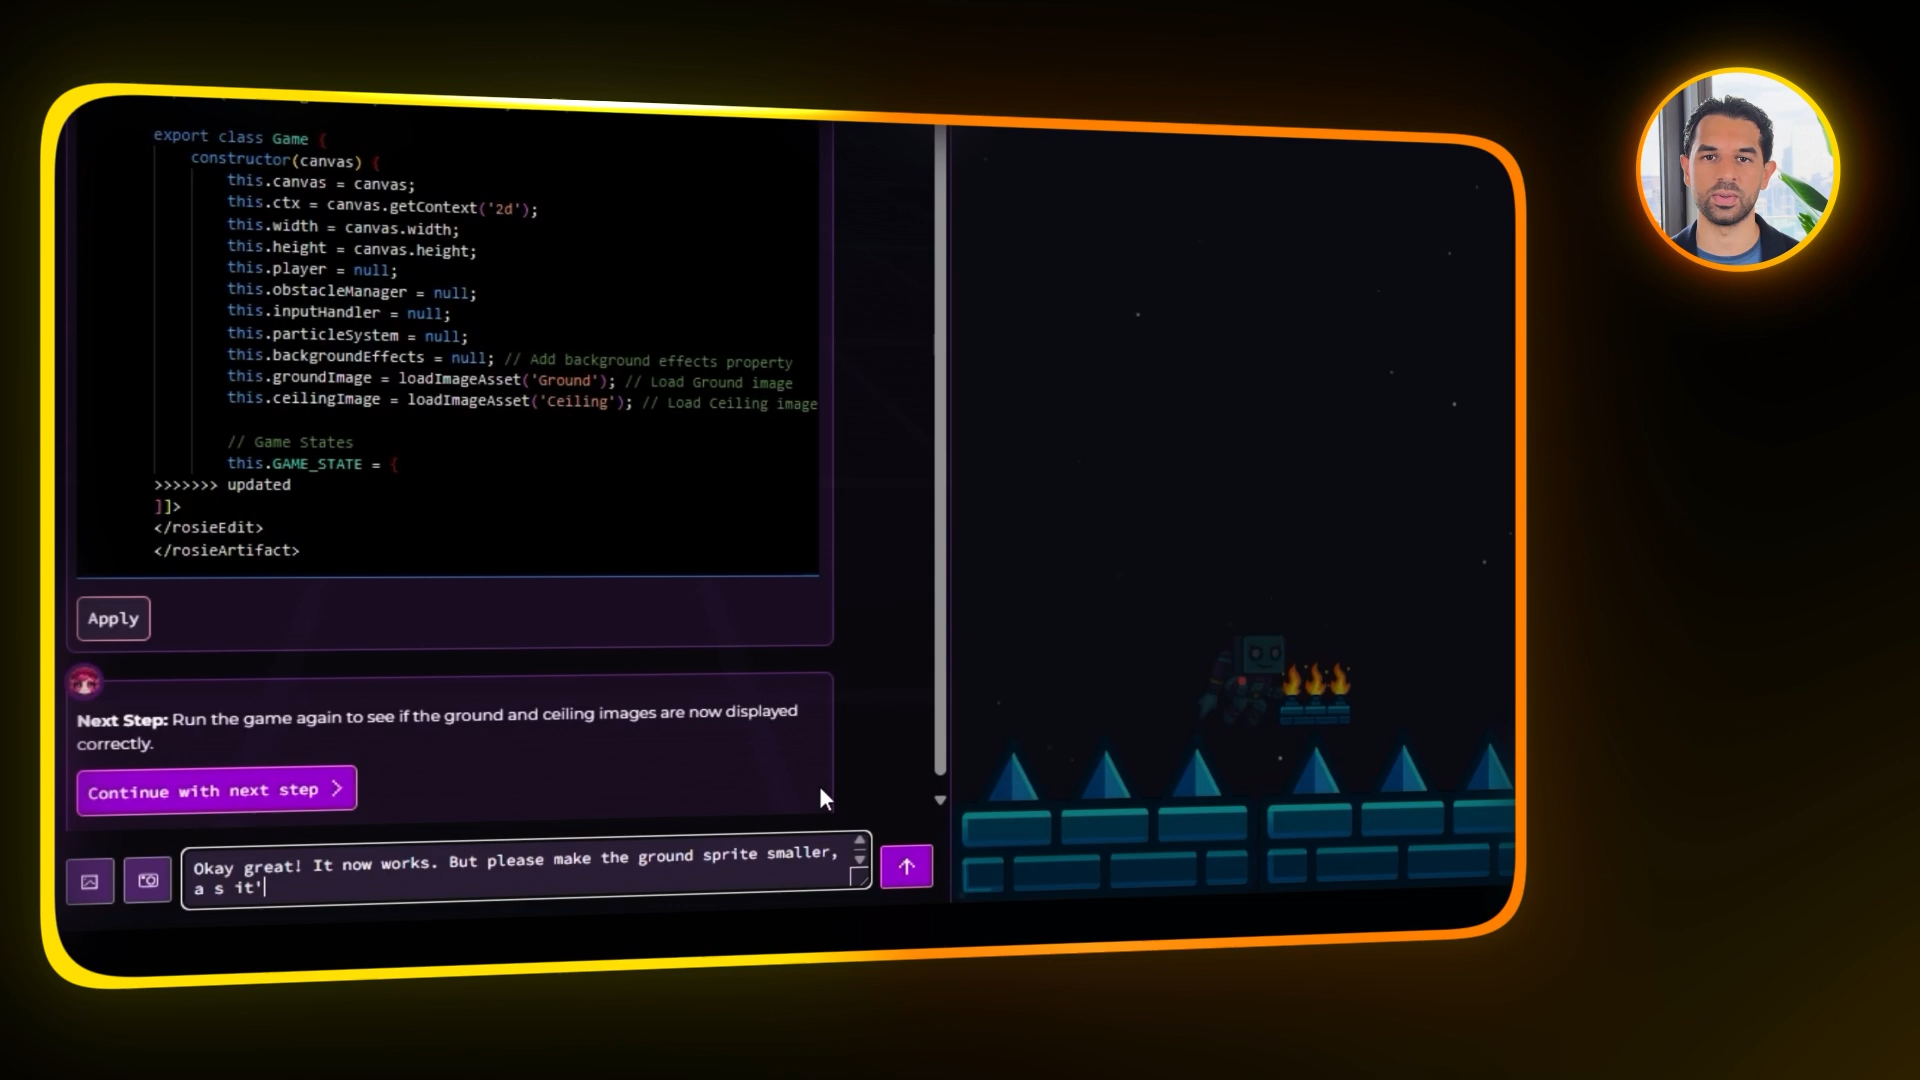 export class Game {
constructor(canvas) {
this.canvas = canvas;
this.ctx = canvas.getContext('2d');
this.width = canvas.width;
this.height = canvas.height;
this.player = null;
this.obstacleManager = null;
this.inputHandler = null;
this.particleSystem = null;
this.backgroundEffects = null; // Add background effects property
this.groundImage = loadImageAsset('Ground'); // Load Ground image
this.ceilingImage = loadImageAsset('Ceiling'); // Load Ceiling image
// Game States
this.GAME_STATE = {
>>>>>>> updated
]]>
</rosieEdit>
</rosieArtifact>
Apply
Next Step: Run the game again to see if the ground and ceiling images are now displayed
correctly.
Continue with next step >
Okay great! It now works. But please make the ground sprite smaller,
a s it'